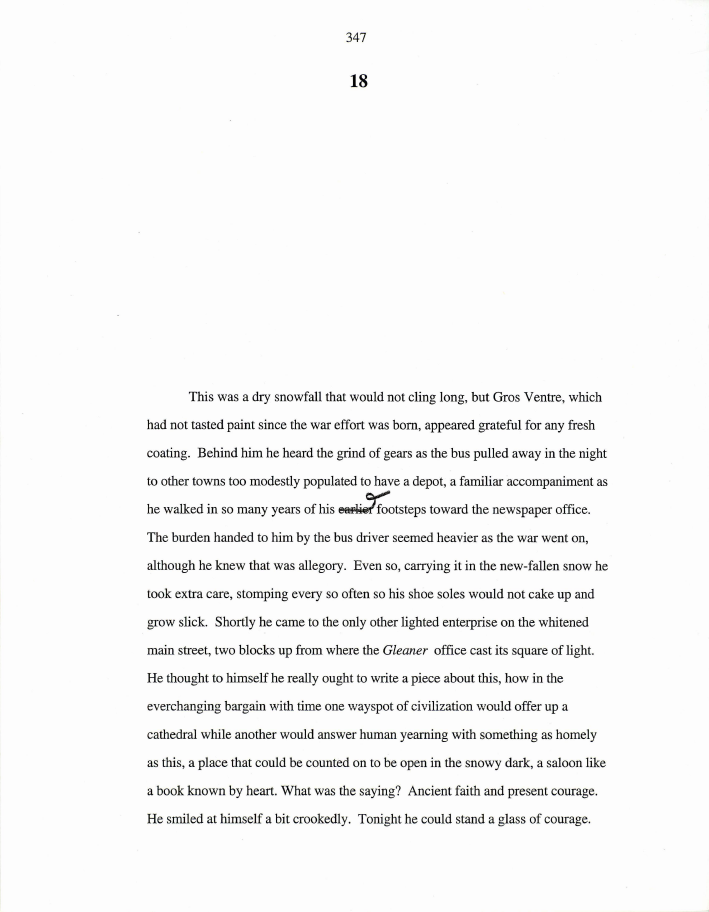 347
18
This was a dry snowfall that would not cling long, but Gros Ventre, which
had not tasted paint since the war effort was born, appeared grateful for any fresh
coating.  Behind him he heard the grind of gears as the bus pulled away in the night
to other towns too modestly populated to have a depot, a familiar accompaniment as
he walked in so many years of his earlier footsteps toward the newspaper office.
The burden handed to him by the bus driver seemed heavier as the war went on,
although he knew that was allegory.  Even so, carrying it in the new-fallen snow he
took extra care, stomping every so often so his shoe soles would not cake up and
grow slick.  Shortly he came to the only other lighted enterprise on the whitened
main street, two blocks up from where the Gleaner  office cast its square of light.
He thought to himself he really ought to write a piece about this, how in the
everchanging bargain with time one wayspot of civilization would offer up a
cathedral while another would answer human yearning with something as homely
as this, a place that could be counted on to be open in the snowy dark, a saloon like
a book known by heart. What was the saying?  Ancient faith and present courage.
He smiled at himself a bit crookedly.  Tonight he could stand a glass of courage.